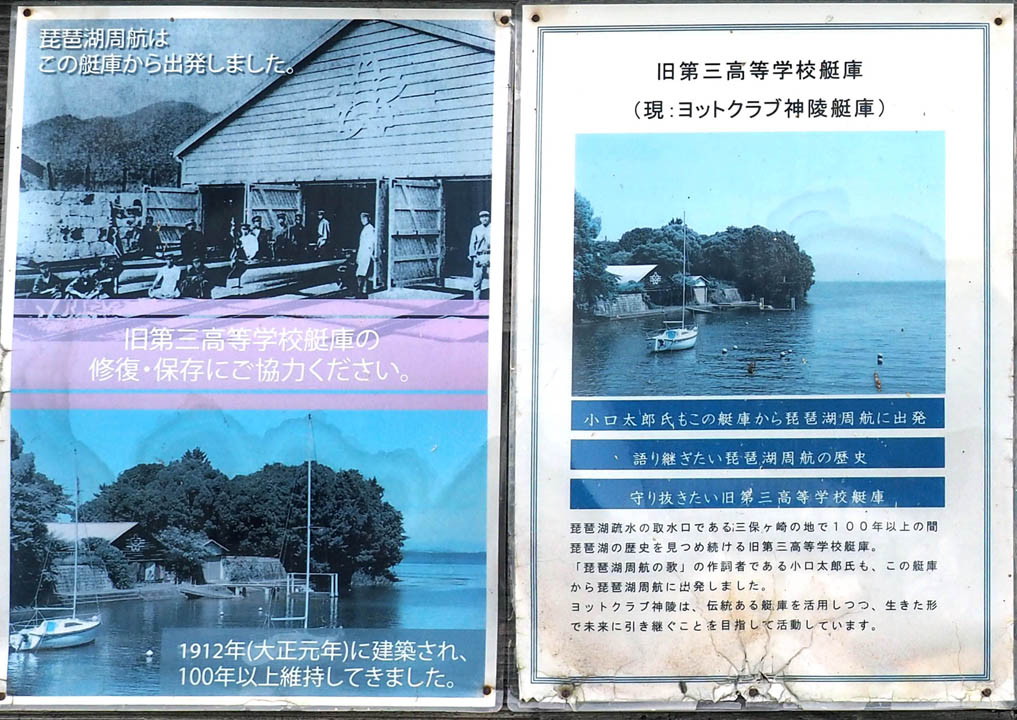 琵琶湖周航は
この艇庫から出発しました。
旧第三高等学校艇庫の
修復・保存にご協力ください。
1912年(大正元年)に建築され、
100年以上維持してきました。
旧第三高等学校艇庫
（現：ヨットクラブ神陵艇庫）
小口太郎氏もこの艇庫から琵琶湖周航に出発
語り継ぎたい琵琶湖周航の歴史
守り抜きたい旧第三高等学校艇庫
琵琶湖疏水の取水口である三保ヶ崎の地で１００年以上の間
琵琶湖の歴史を見つめ続ける旧第三高等学校艇庫。
「琵琶湖周航の歌」の作詞者である小口太郎氏も、この艇庫
から琵琶湖周航に出発しました。
ヨットクラブ神陵は、伝統ある艇庫を活用しつつ、生きた形
で未来に引き継ぐことを目指して活動しています。